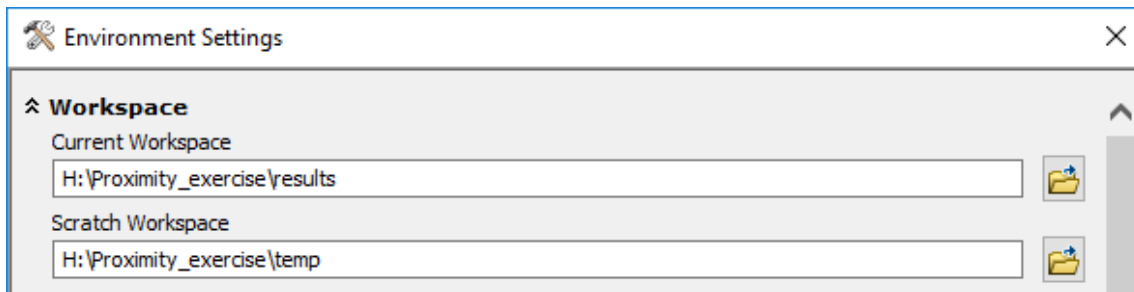 Environment Settings
Workspace
Current Workspace
H:\Proximity_exercise\results
Scratch Workspace
H:\Proximity_exercise\temp